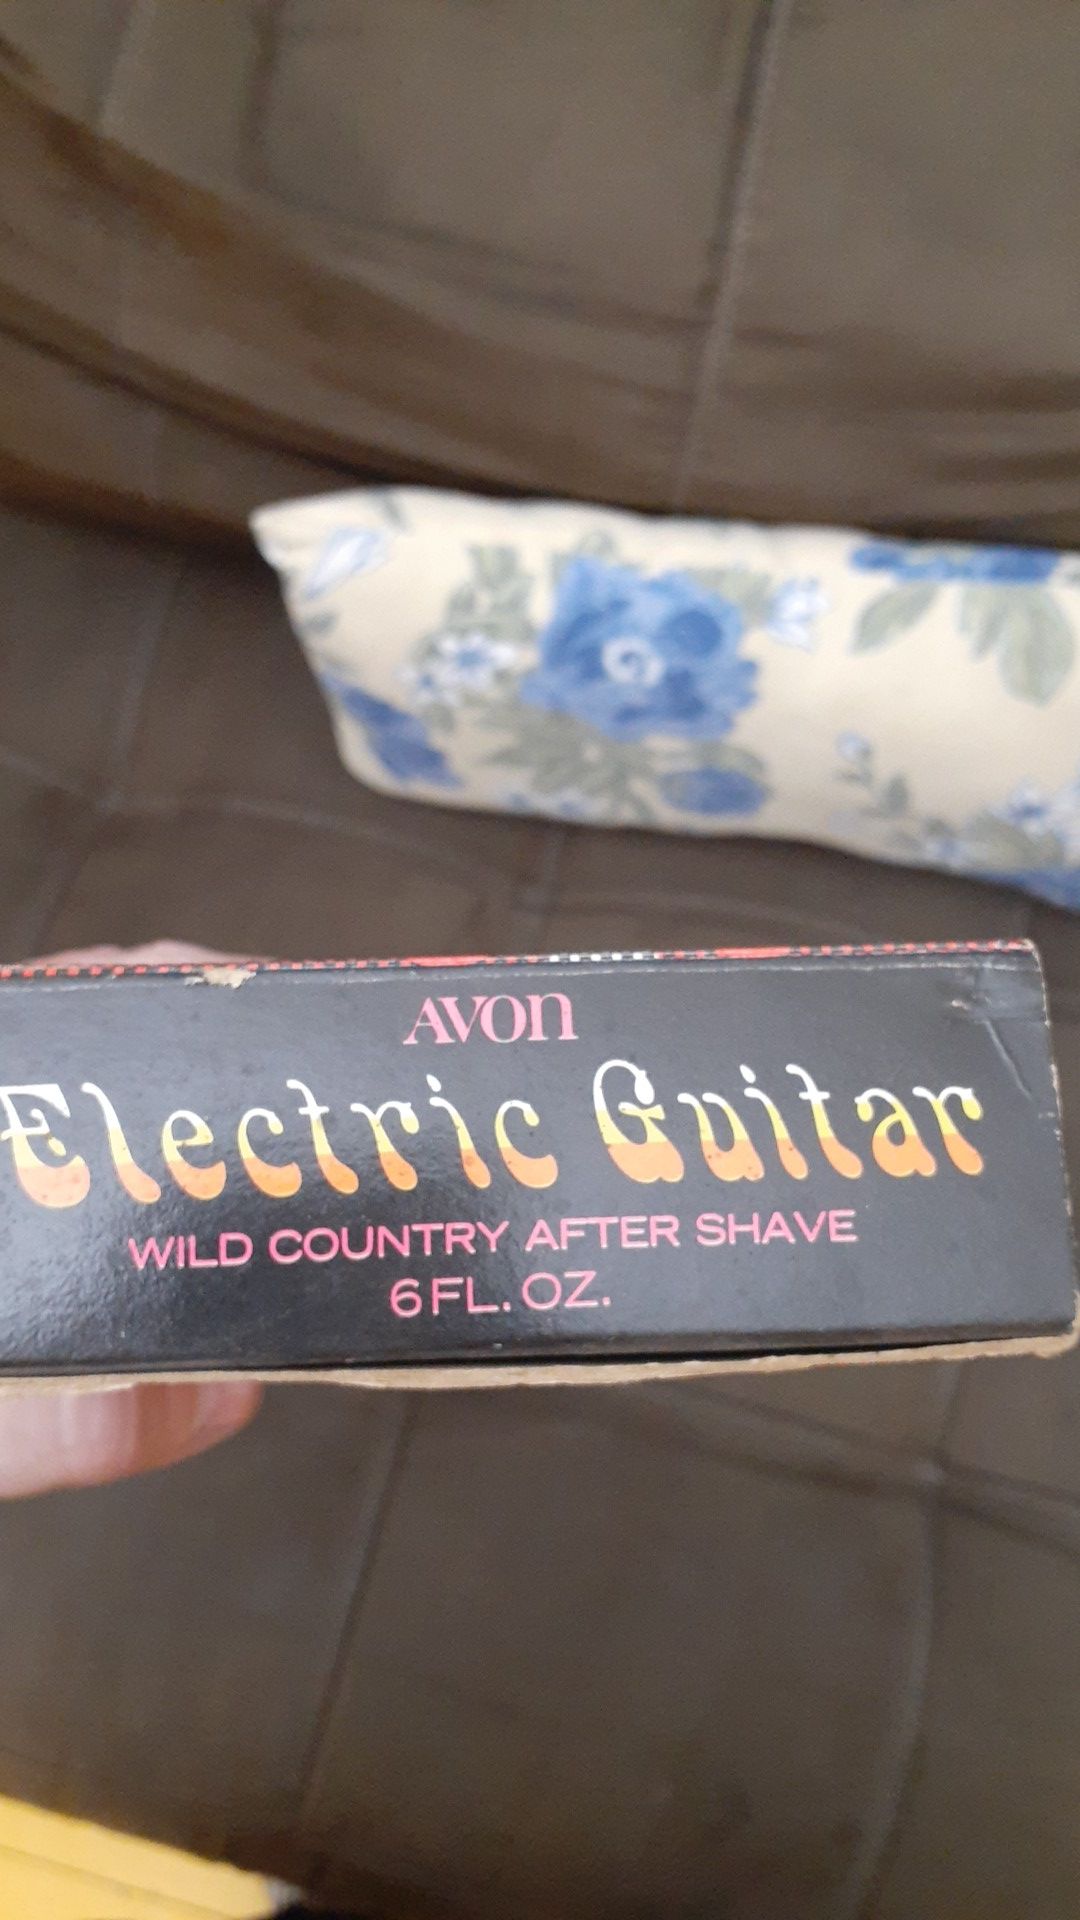 AVON
Electric Guitar
WILD COUNTRY AFTER SHAVE
6 FL. OZ.